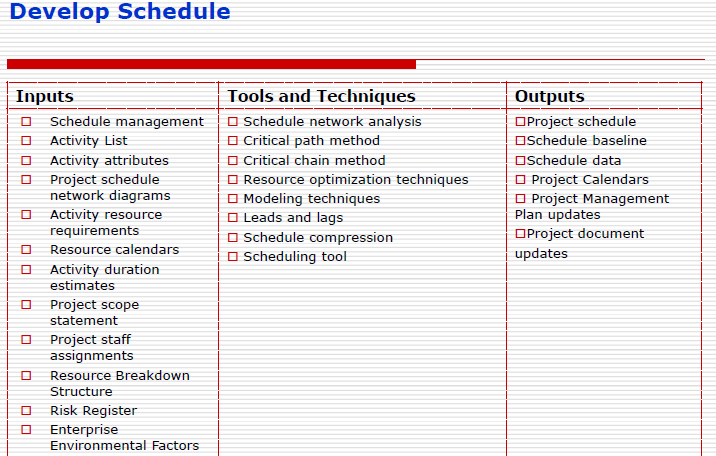 Develop Schedule
Inputs
Schedule management
Activity List
Activity attributes
Project schedule
network diagrams
Activity resource
requirements
Resource calendars
Activity duration
estimates
Project scope
statement
Project staff
assignments
Resource Breakdown
Structure
Risk Register
Enterprise
Environmental Factors
Tools and Techniques
Schedule network analysis
Critical path method
Critical chain method
Resource optimization techniques
Modeling techniques
Leads and lags
Schedule compression
Scheduling tool
Outputs
Project schedule
Schedule baseline
Schedule data
Project Calendars
Project Management
Plan updates
Project document
updates